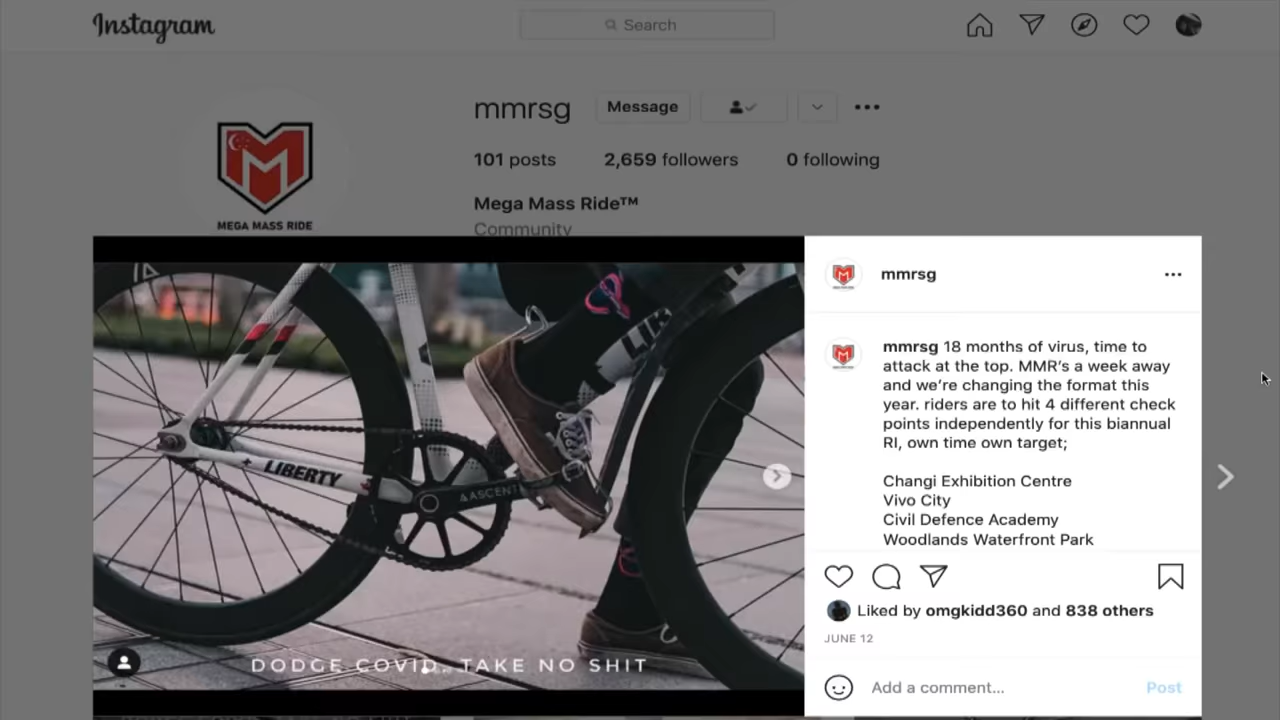 Instagram
Search
mmrsg
Message
101 posts
2,659 followers
0 following
Mega Mass Ride™
Community
MEGA MASS RIDE
LIBERTY
ASCENT
DODGE COVID. TAKE NO SHIT
mmrsg
mmrsg 18 months of virus, time to
attack at the top. MMR's a week away
and we're changing the format this
year. riders are to hit 4 different check
points independently for this biannual
RI, own time own target;
Changi Exhibition Centre
Vivo City
Civil Defence Academy
Woodlands Waterfront Park
Liked by omgkidd360 and 838 others
JUNE 12
Add a comment...
Post